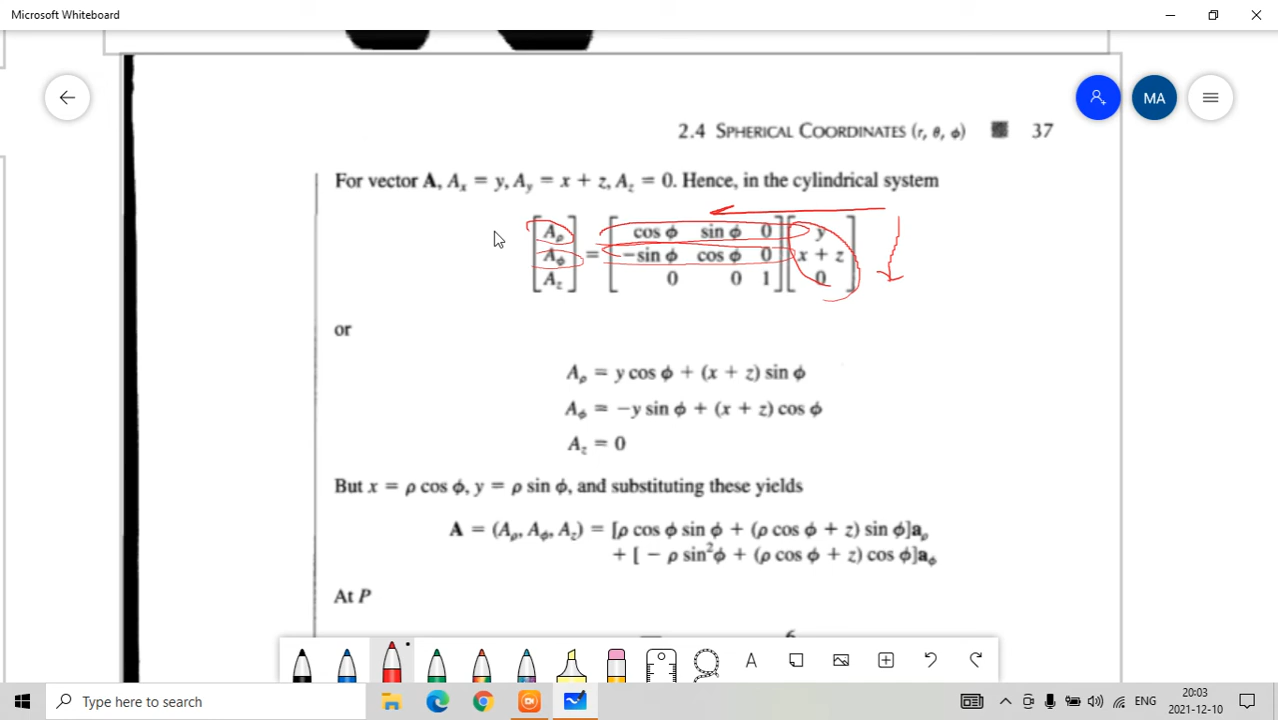 Microsoft Whiteboard
MA
2.4 SPHERICAL COORDINATES (r, θ, ϕ) 37
For vector A, Aₓ = y, A_y = x + z, A_z = 0. Hence, in the cylindrical system
[A_ρ] [cos ϕ sin ϕ 0] [y]
[A_ϕ] = [−sin ϕ cos ϕ 0] [x + z]
[A_z] [0 0 1] [0]
or
A_ρ = y cos ϕ + (x + z) sin ϕ
A_ϕ = −y sin ϕ + (x + z) cos ϕ
A_z = 0
But x = ρ cos ϕ, y = ρ sin ϕ, and substituting these yields
A = (A_ρ, A_ϕ, A_z) = [ρ cos ϕ sin ϕ + (ρ cos ϕ + z) sin ϕ]a_ρ
+ [ − ρ sin²ϕ + (ρ cos ϕ + z) cos ϕ]a_ϕ
At P
A
Type here to search
ENG
20:03
2021-12-10